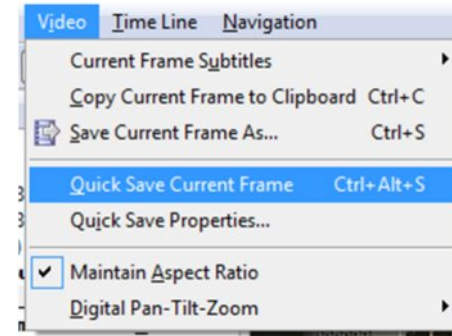 Video Time Line Navigation
Current Frame Subtitles
Copy Current Frame to Clipboard Ctrl+C
Save Current Frame As... Ctrl+S
Quick Save Current Frame Ctrl+Alt+S
Quick Save Properties...
Maintain Aspect Ratio
Digital Pan-Tilt-Zoom